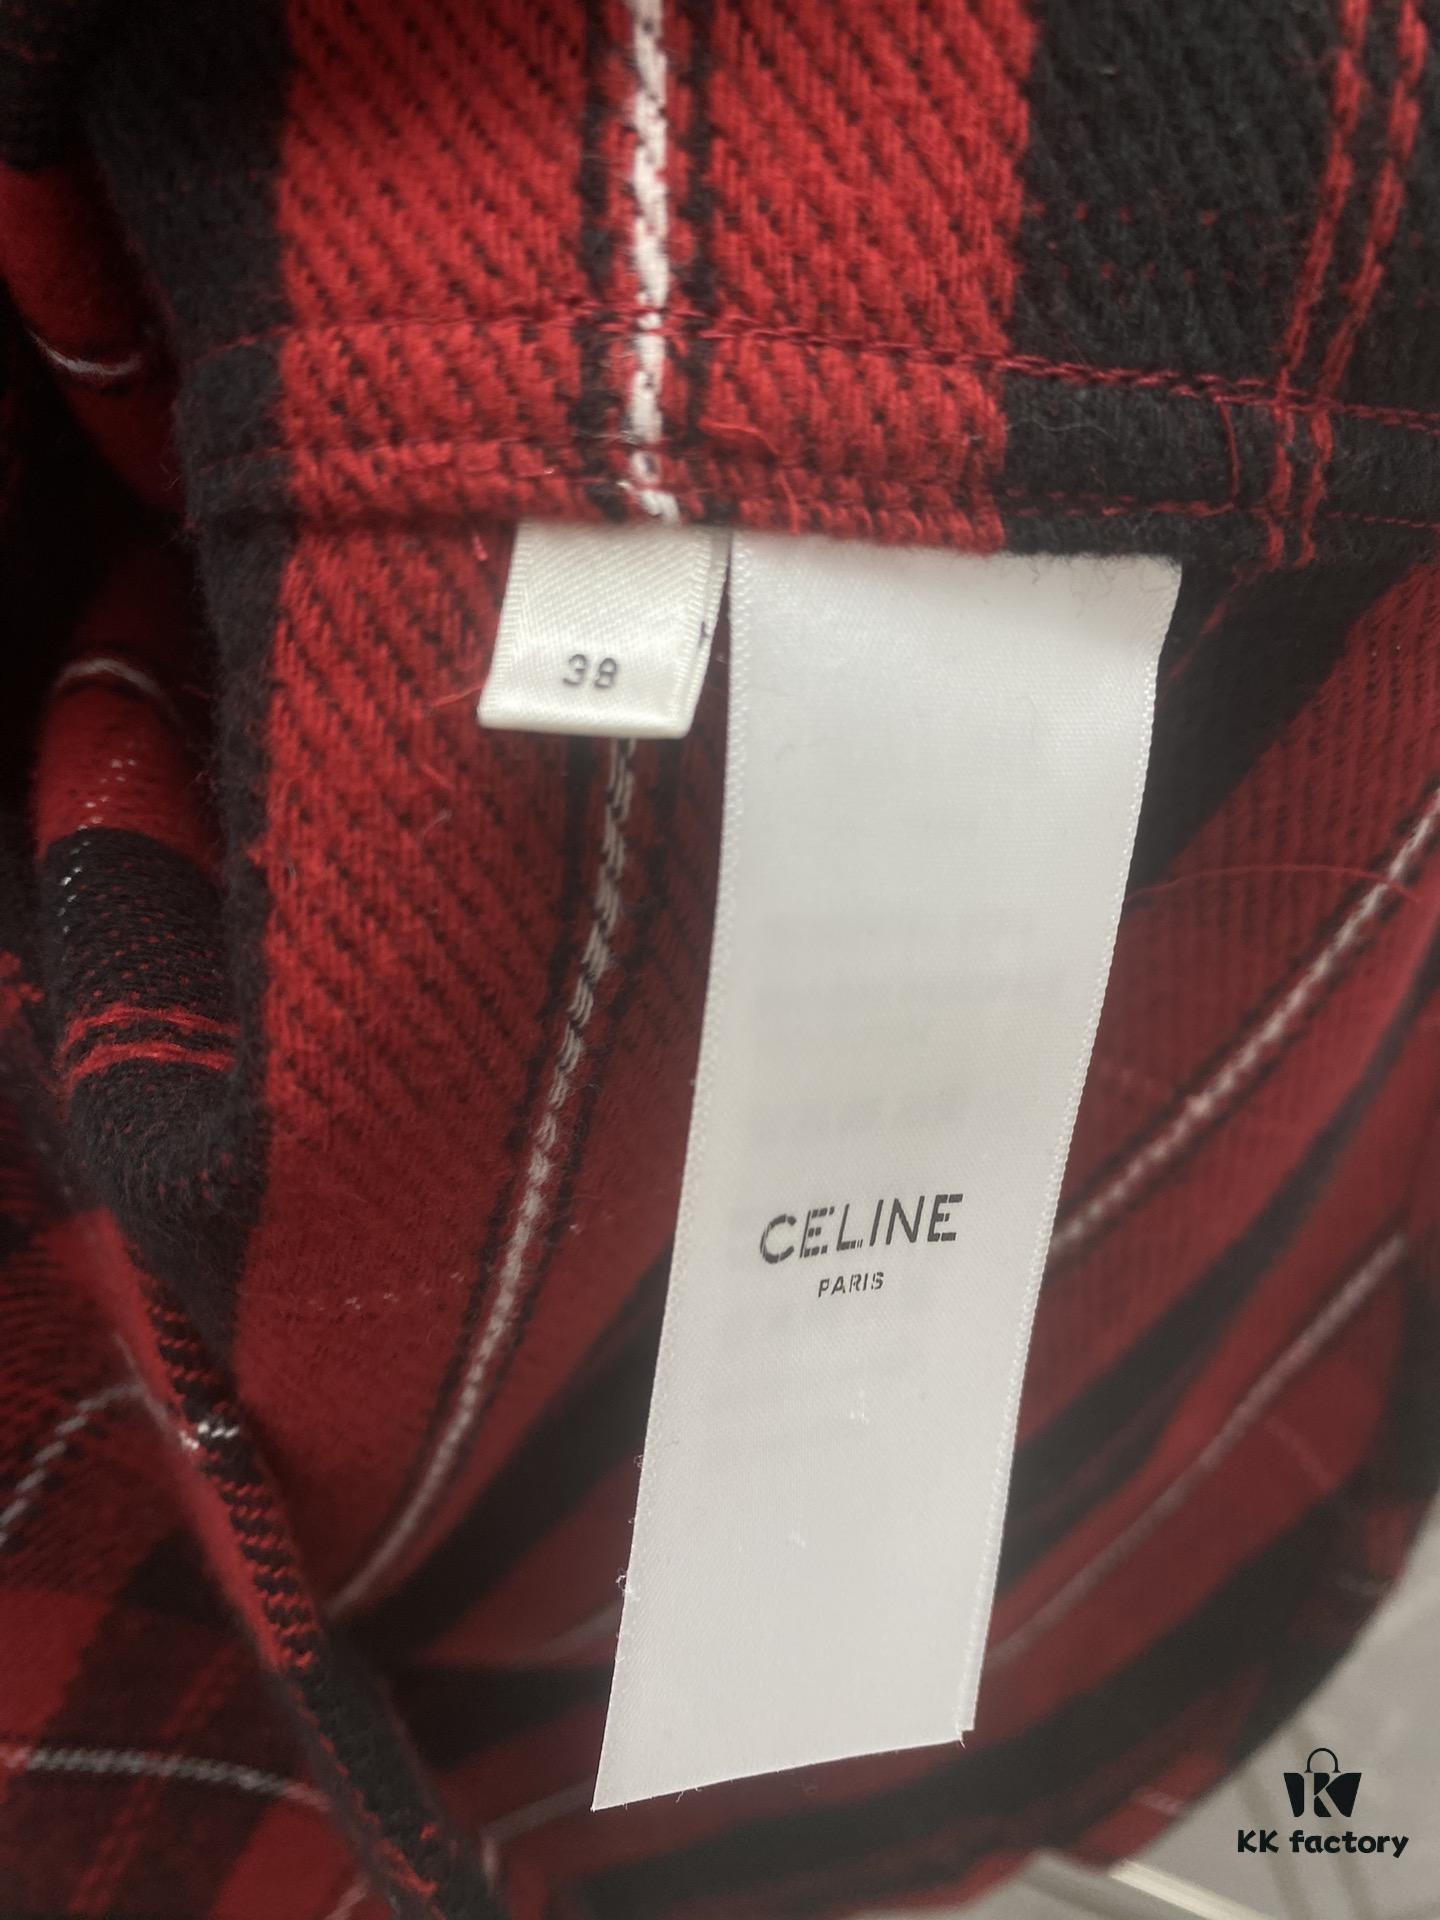 38
CELINE
PARIS
KK factory